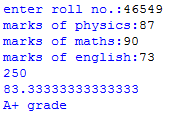 enter roll no.:46549
marks of physics:87
marks of maths:90
marks of english:73
250
83.33333333333333
A+ grade